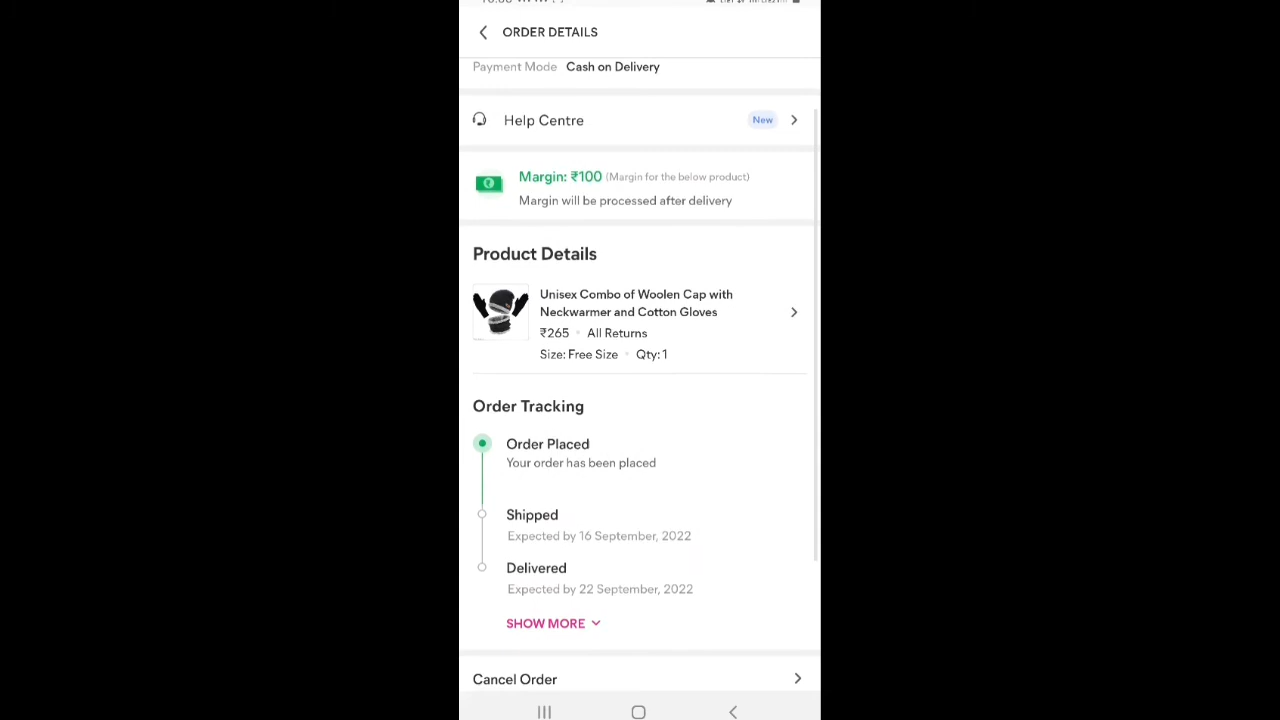 ORDER DETAILS
Payment Mode Cash on Delivery
Help Centre New
Margin: ₹100 (Margin for the below product)
Margin will be processed after delivery
Product Details
Unisex Combo of Woolen Cap with
Neckwarmer and Cotton Gloves
₹265 • All Returns
Size: Free Size • Qty: 1
Order Tracking
Order Placed
Your order has been placed
Shipped
Expected by 16 September, 2022
Delivered
Expected by 22 September, 2022
SHOW MORE
Cancel Order